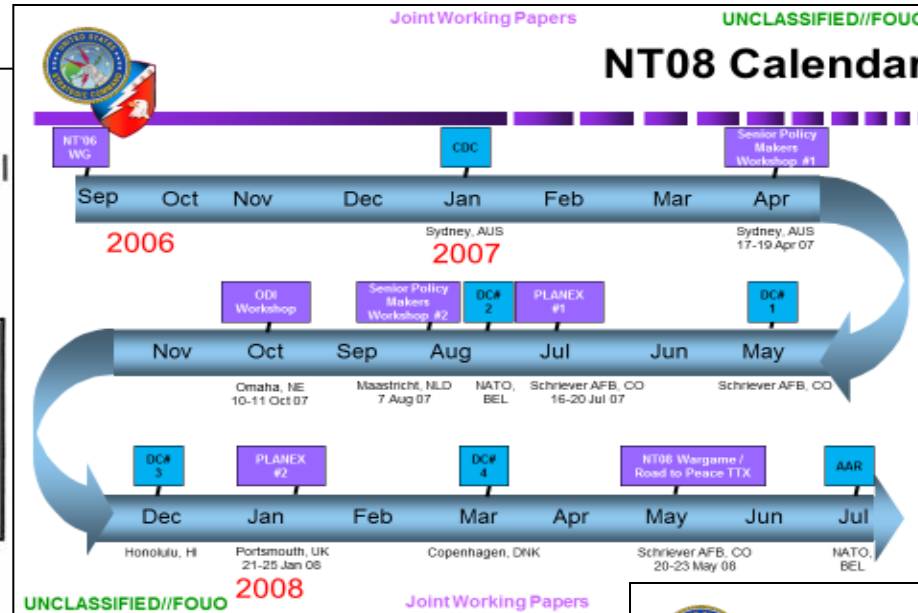 Joint Working Papers
UNCLASSIFIED//FOUO
NT08 Calendar
NT'06
WG
CDC
Senior Policy
Makers
Workshop #1
Sep Oct Nov Dec Jan Feb Mar Apr
Sydney, AUS
Sydney, AUS
17-19 Apr 07
2006
2007
ODI
Workshop
Senior Policy
Makers
Workshop #2
DC#
2
PLANEX
#1
DC#
1
Nov Oct Sep Aug Jul Jun May
Omaha, NE
10-11 Oct 07
Maastricht, NLD
7 Aug 07
NATO,
BEL
Schriever AFB, CO
16-20 Jul 07
Schriever AFB, CO
DC#
3
PLANEX
#2
DC#
4
NT08 Wargame /
Road to Peace TTX
AAR
Dec Jan Feb Mar Apr May Jun Jul
Honolulu, HI
Portsmouth, UK
21-25 Jan 08
Copenhagen, DNK
Schriever AFB, CO
20-23 May 08
NATO,
BEL
2008
UNCLASSIFIED//FOUO
Joint Working Papers